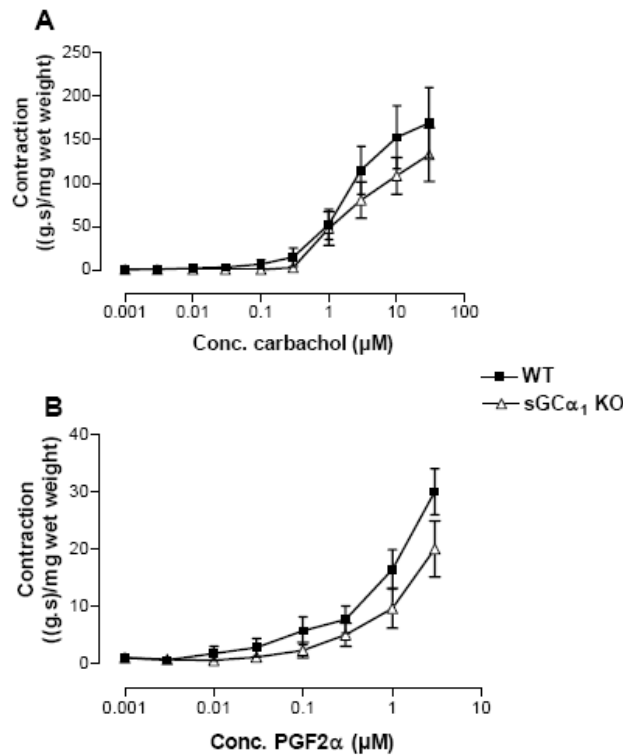 A
Contraction
((g.s)/mg wet weight)
250
200
150
100
50
0
0.001 0.01 0.1 1 10 100
Conc. carbachol (µM)
WT
sGCα₁ KO
B
Contraction
((g.s)/mg wet weight)
40
30
20
10
0
0.001 0.01 0.1 1 10
Conc. PGF2α (µM)